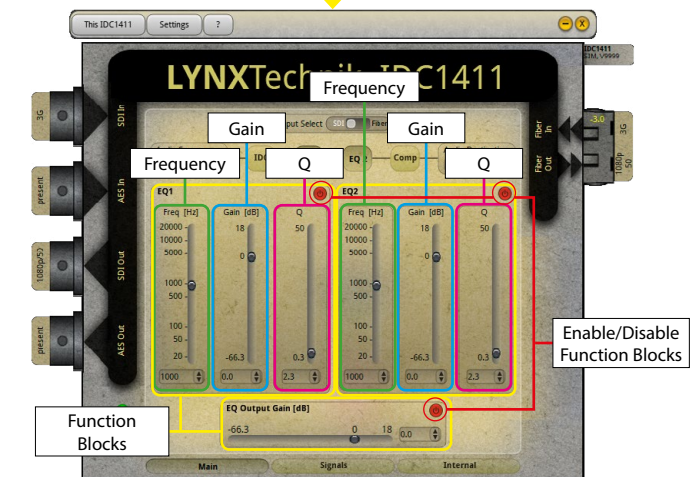 This IDC1411 Settings ?
IDC1411
SIM, V9999
LYNXTechnik IDC1411
Frequency
Input Select SDI Fiber
Gain Gain
Frequency Q EQ 2 Comp Q
EQ1 EQ2
Freq [Hz] Gain [dB] Q Freq [Hz] Gain [dB] Q
20000 18 50 20000 18 50
10000 10000
5000 0 5000 0
1000 1000
500 500
100 100
50 50
20 -66.3 0.3 20 -66.3 0.3
1000 0.0 2.3 1000 0.0 2.3
EQ Output Gain [dB]
-66.3 0 18 0.0
Function
Blocks
Enable/Disable
Function Blocks
Main Signals Internal
3G
SDI In
present
AES In
1080p/50
SDI Out
present
AES Out
Fiber
In
-3.0
3G
Fiber
Out
1080p
50